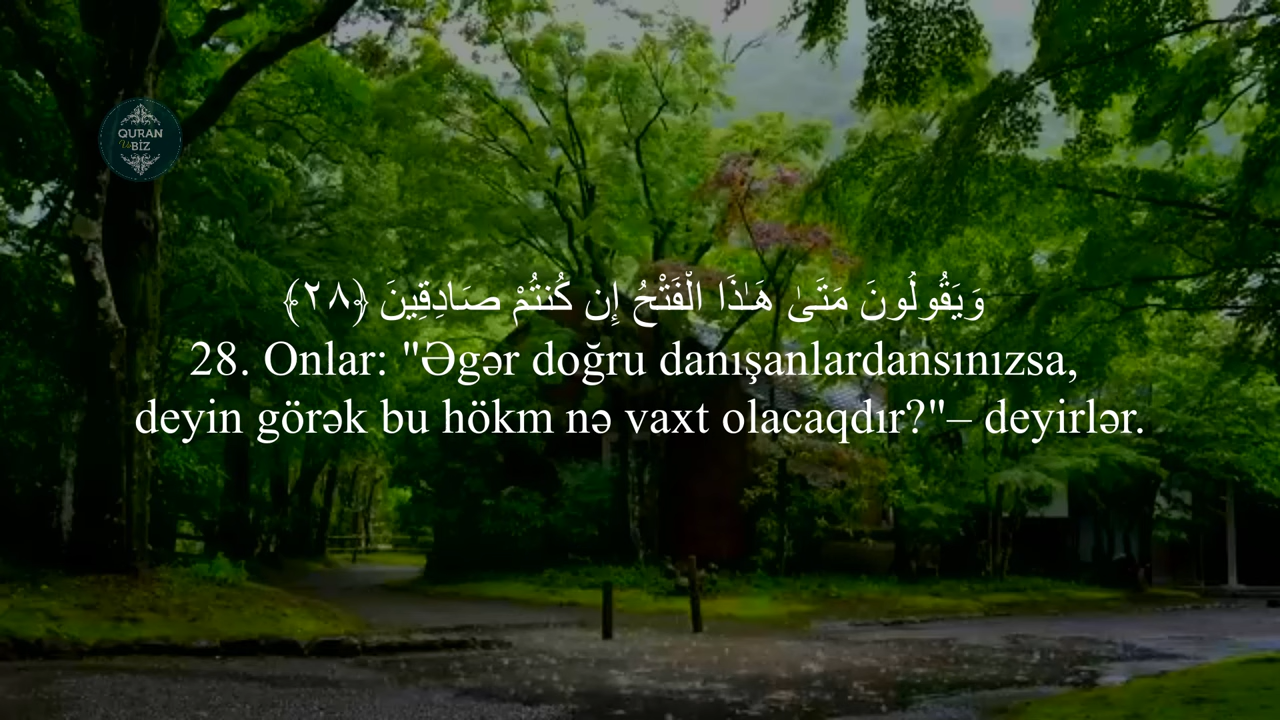 QURAN
Və BİZ
وَيَقُولُونَ مَتَىٰ هَـٰذَا الْفَتْحُ إِن كُنتُمْ صَادِقِينَ ﴿٢٨﴾
28. Onlar: "Əgər doğru danışanlardansınızsa,
deyin görək bu hökm nə vaxt olacaqdır?"– deyirlər.